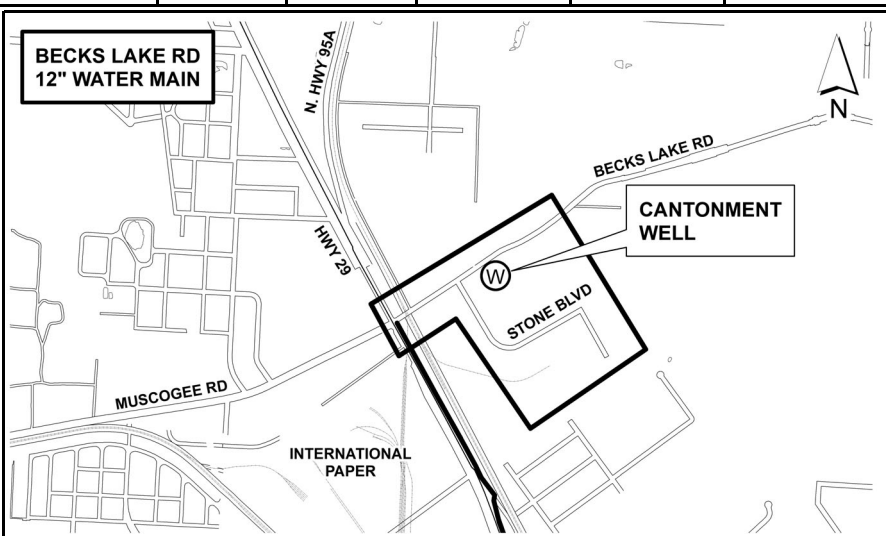 BECKS LAKE RD
12" WATER MAIN
N. HWY 95A
N
BECKS LAKE RD
CANTONMENT
WELL
HWY 29
W
STONE BLVD
MUSCOGEE RD
INTERNATIONAL
PAPER